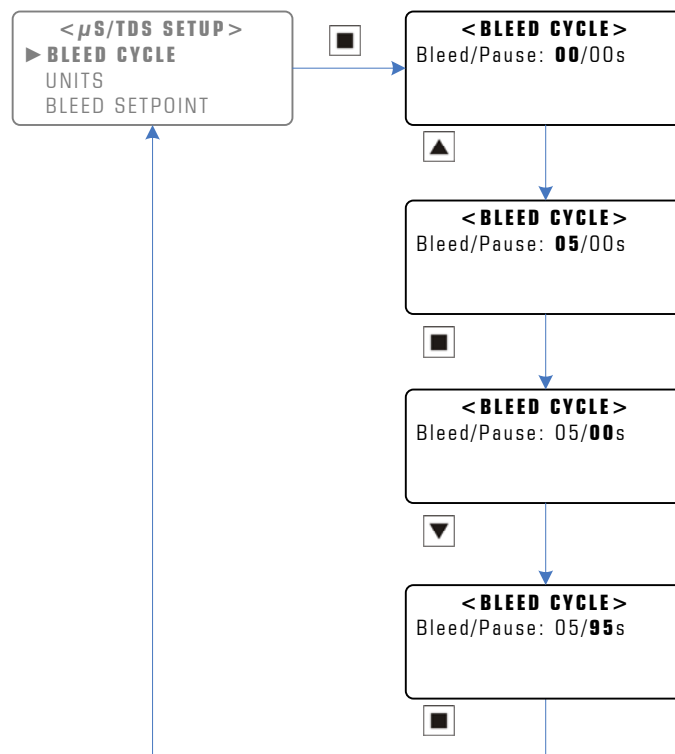 <µS/TDS SETUP>
►BLEED CYCLE
UNITS
BLEED SETPOINT
<BLEED CYCLE>
Bleed/Pause: 00/00s
<BLEED CYCLE>
Bleed/Pause: 05/00s
<BLEED CYCLE>
Bleed/Pause: 05/00s
<BLEED CYCLE>
Bleed/Pause: 05/95s